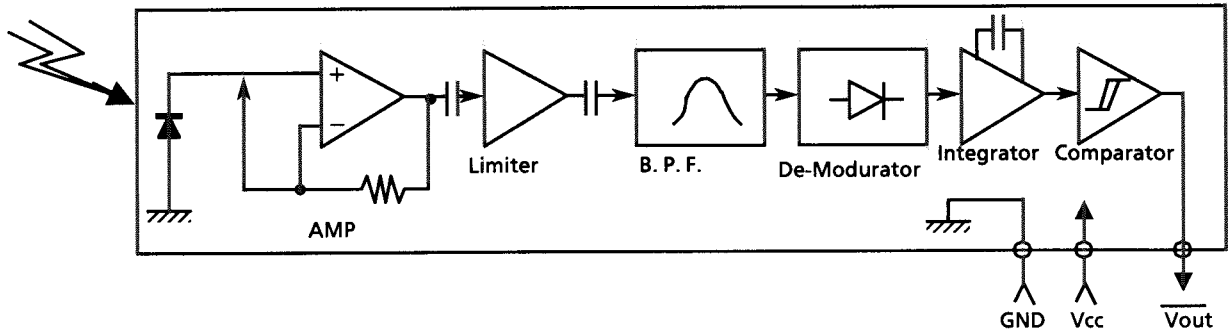 +
−
AMP
Limiter
B. P. F.
De-Modurator
Integrator
Comparator
GND
Vcc
Vout